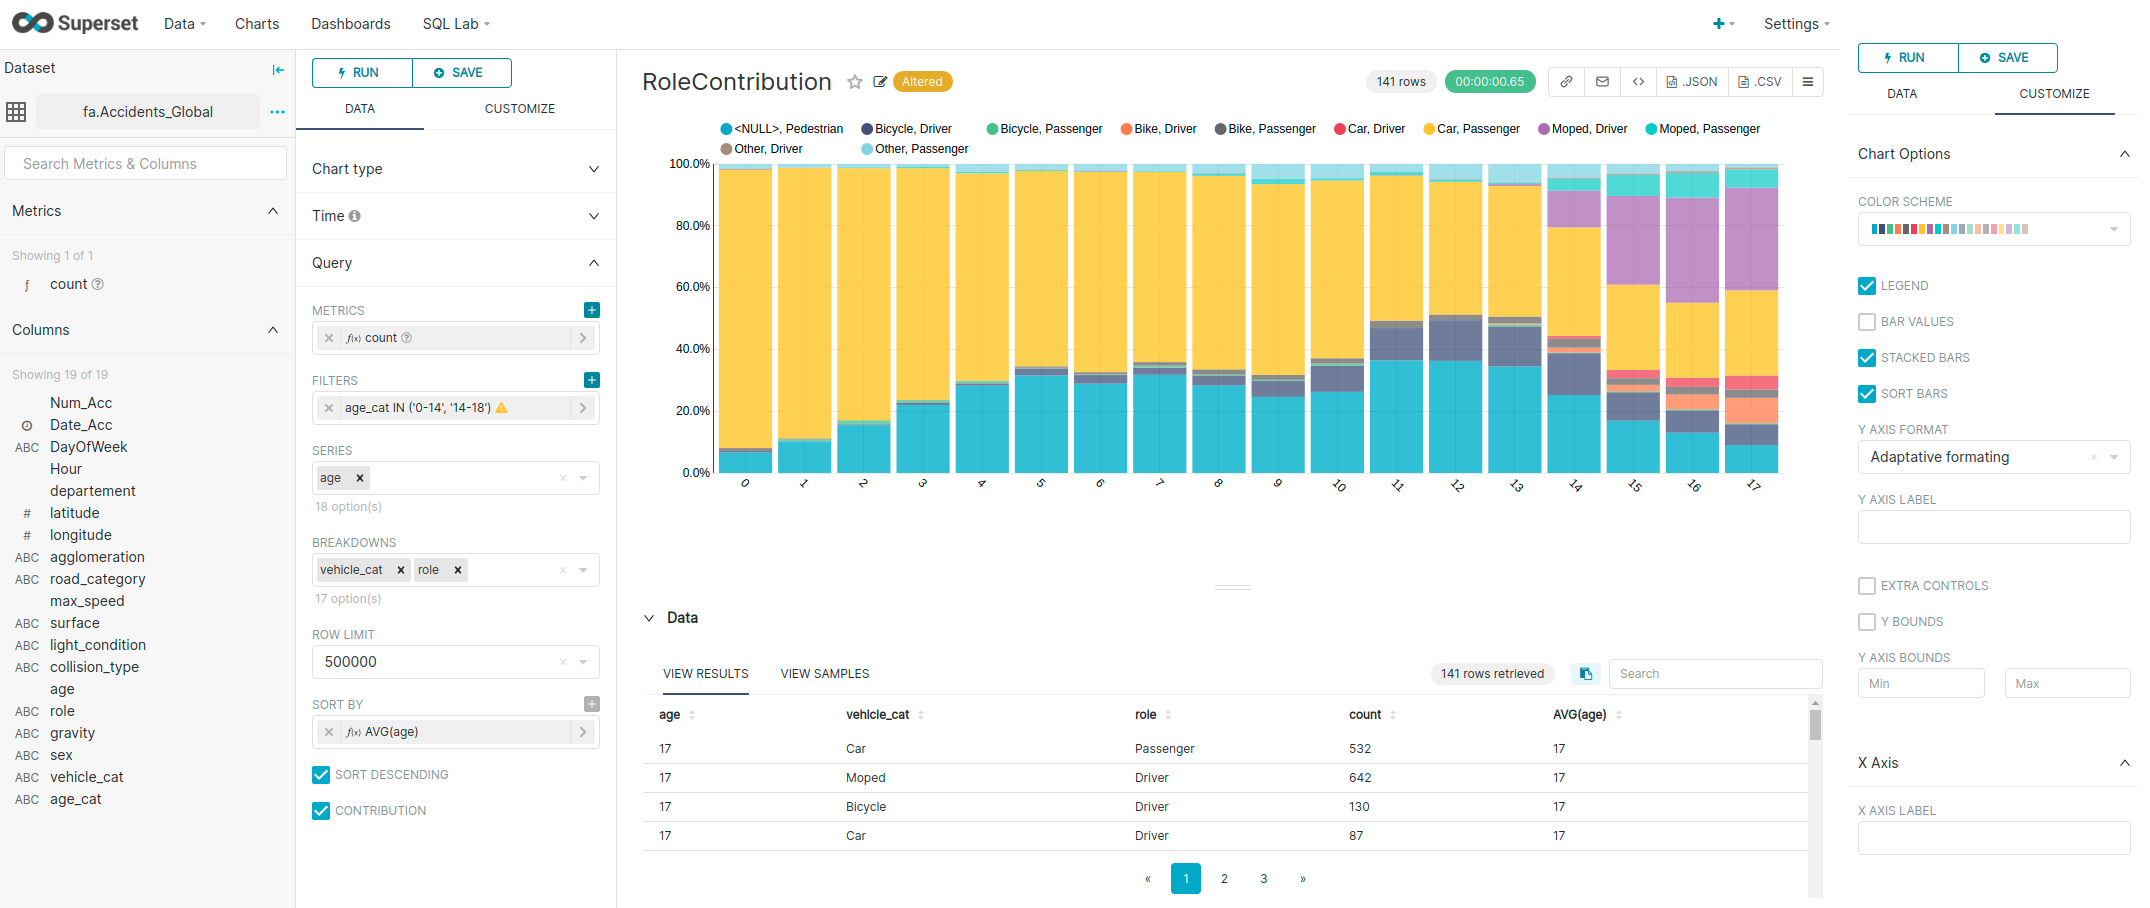 Superset
Data
Charts
Dashboards
SQL Lab
Settings
Dataset
fa.Accidents_Global
Search Metrics & Columns
Metrics
Showing 1 of 1
ƒ count
Columns
Showing 19 of 19
Num_Acc
Date_Acc
ABC DayOfWeek
Hour
departement
# latitude
# longitude
ABC agglomeration
ABC road_category
max_speed
ABC surface
ABC light_condition
ABC collision_type
age
ABC role
ABC gravity
ABC sex
ABC vehicle_cat
ABC age_cat
RUN
SAVE
DATA
CUSTOMIZE
Chart type
Time
Query
METRICS
ƒ(x) count
FILTERS
age_cat IN ('0-14', '14-18')
SERIES
age
18 option(s)
BREAKDOWNS
vehicle_cat
role
17 option(s)
ROW LIMIT
500000
SORT BY
ƒ(x) AVG(age)
SORT DESCENDING
CONTRIBUTION
RoleContribution
Altered
141 rows
00:00:00.65
.JSON
.CSV
<NULL>, Pedestrian
Bicycle, Driver
Bicycle, Passenger
Bike, Driver
Bike, Passenger
Car, Driver
Car, Passenger
Moped, Driver
Moped, Passenger
Other, Driver
Other, Passenger
100.0%
80.0%
60.0%
40.0%
20.0%
0.0%
0 1 2 3 4 5 6 7 8 9 10 11 12 13 14 15 16 17
Data
VIEW RESULTS
VIEW SAMPLES
141 rows retrieved
Search
age vehicle_cat role count AVG(age)
17 Car Passenger 532 17
17 Moped Driver 642 17
17 Bicycle Driver 130 17
17 Car Driver 87 17
« 1 2 3 »
RUN
SAVE
DATA
CUSTOMIZE
Chart Options
COLOR SCHEME
LEGEND
BAR VALUES
STACKED BARS
SORT BARS
Y AXIS FORMAT
Adaptative formating
Y AXIS LABEL
EXTRA CONTROLS
Y BOUNDS
Y AXIS BOUNDS
Min
Max
X Axis
X AXIS LABEL